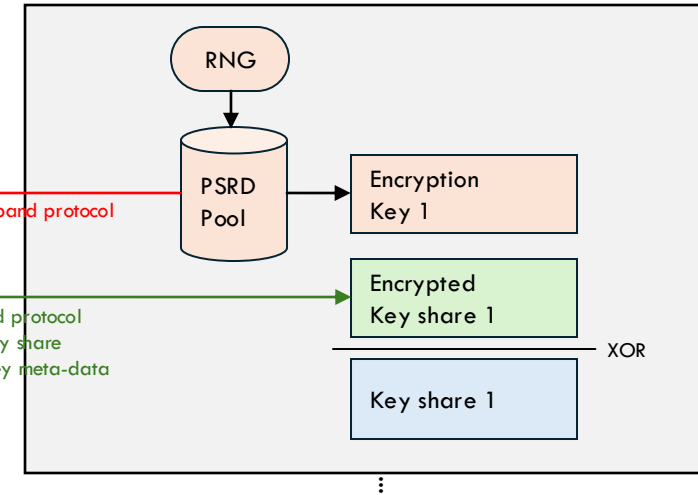 RNG
PSRD
Pool
Encryption
Key 1
protocol
Encrypted
Key share 1
protocol
share
meta-data
XOR
Key share 1